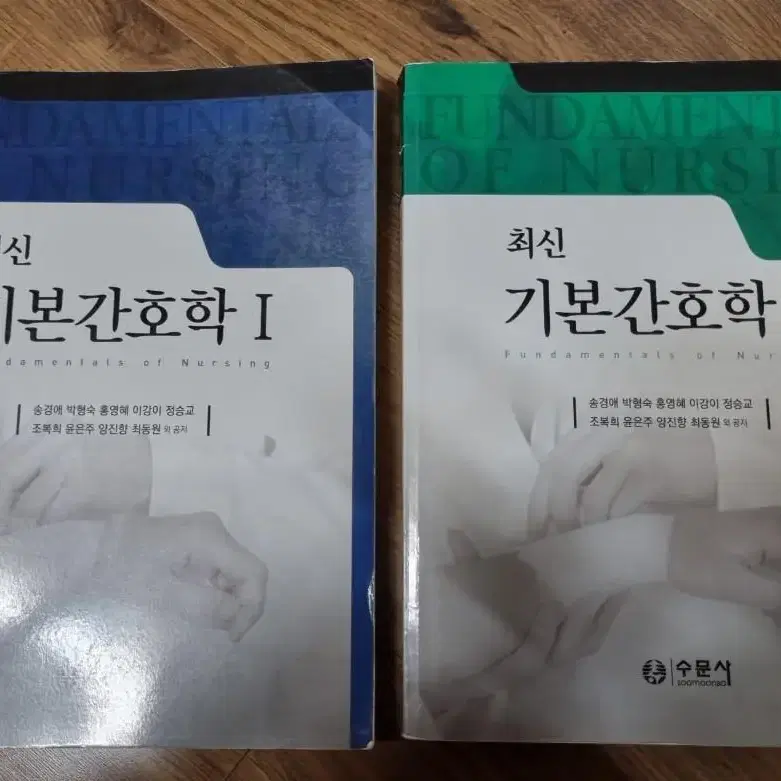 DAMENTALS
NURSING
신
기본간호학 I
damentals of Nursing
송경애 박형숙 홍영혜 이강이 정승교
조복희 윤은주 양진향 최동원 외 공저
FUNDAMENT
OF NURSI
최신
기본간호학
Fundamentals of Nur
송경애 박형숙 홍영혜 이강이 정승교
조복희 윤은주 양진향 최동원 외 공저
수문사
soomoonsa